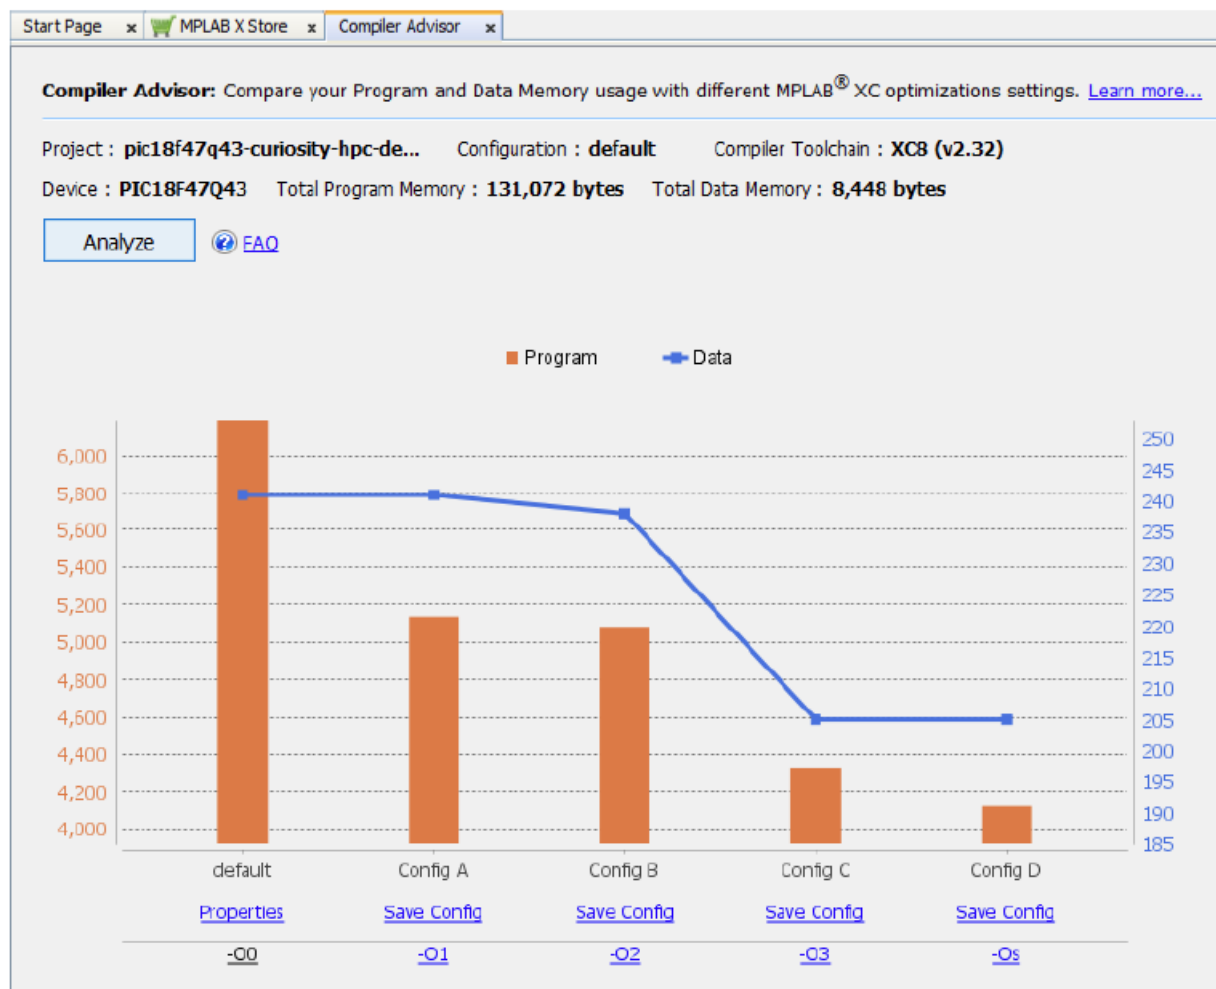 Start Page x MPLAB X Store x Compiler Advisor x
Compiler Advisor: Compare your Program and Data Memory usage with different MPLAB® XC optimizations settings. Learn more...
Project : pic18f47q43-curiosity-hpc-de... Configuration : default Compiler Toolchain : XC8 (v2.32)
Device : PIC18F47Q43 Total Program Memory : 131,072 bytes Total Data Memory : 8,448 bytes
Analyze ? FAQ
Program Data
250
6,000
245
5,800 240
5,600 235
5,400 230
5,200 225
5,000 220
4,800 215
210
4,600 205
4,400 200
4,200 195
190
4,000 185
default Config A Config B Config C Config D
Properties Save Config Save Config Save Config Save Config
-O0 -O1 -O2 -O3 -Os